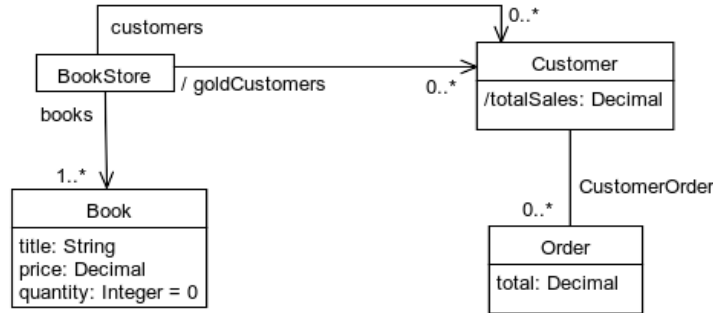 customers
0..*
BookStore
/ goldCustomers
0..*
Customer
/totalSales: Decimal
books
1..*
CustomerOrder
0..*
Book
title: String
price: Decimal
quantity: Integer = 0
Order
total: Decimal